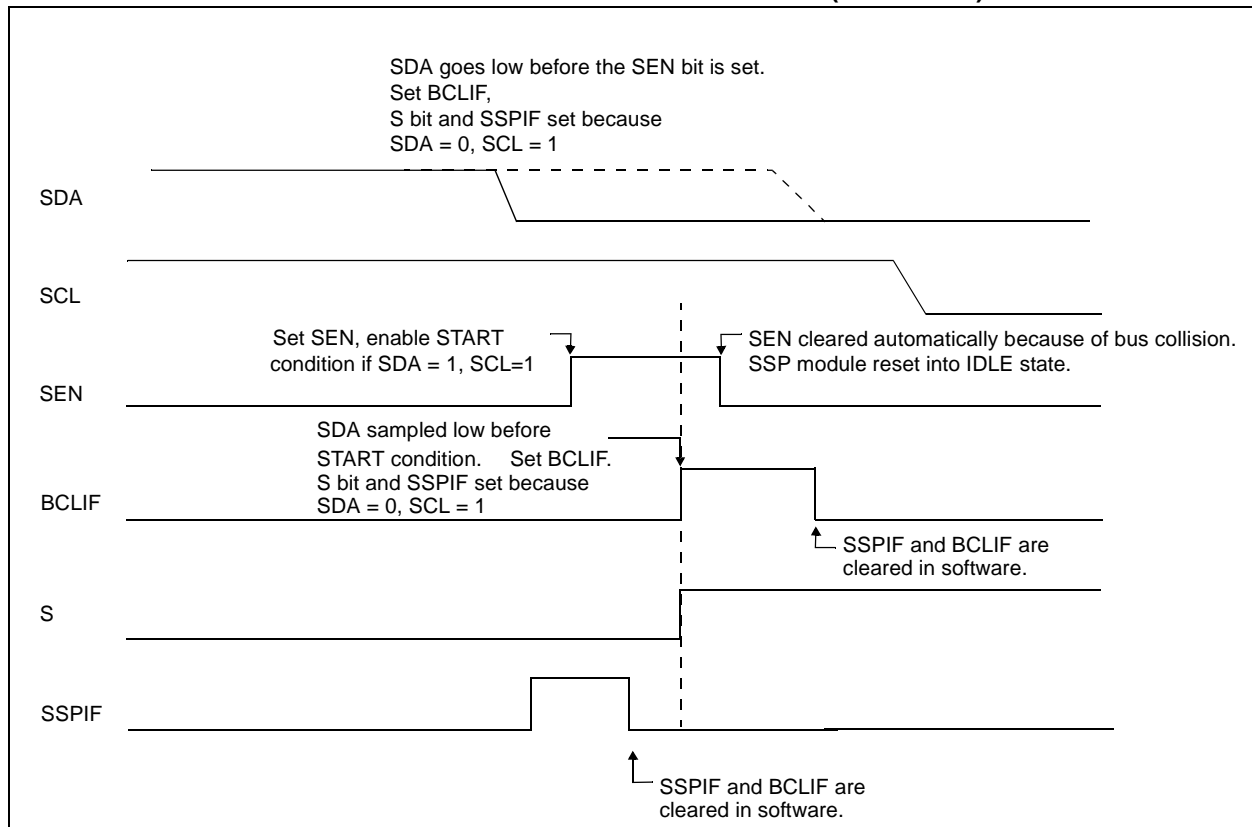 SDA goes low before the SEN bit is set.
Set BCLIF,
S bit and SSPIF set because
SDA = 0, SCL = 1
SDA
SCL
Set SEN, enable START
condition if SDA = 1, SCL=1
SEN cleared automatically because of bus collision.
SSP module reset into IDLE state.
SEN
SDA sampled low before
START condition. Set BCLIF.
S bit and SSPIF set because
SDA = 0, SCL = 1
BCLIF
SSPIF and BCLIF are
cleared in software.
S
SSPIF
SSPIF and BCLIF are
cleared in software.